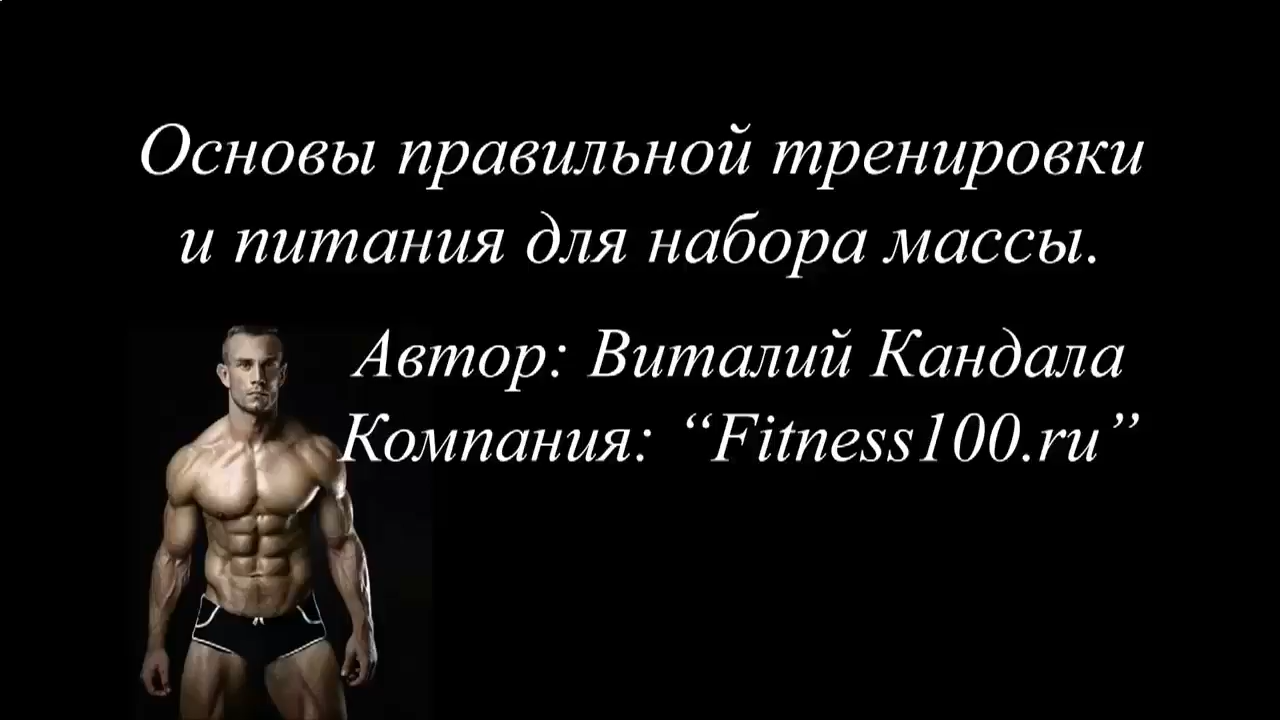 Основы правильной тренировки
и питания для набора массы.
Автор: Виталий Кандала
Компания: “Fitness100.ru”